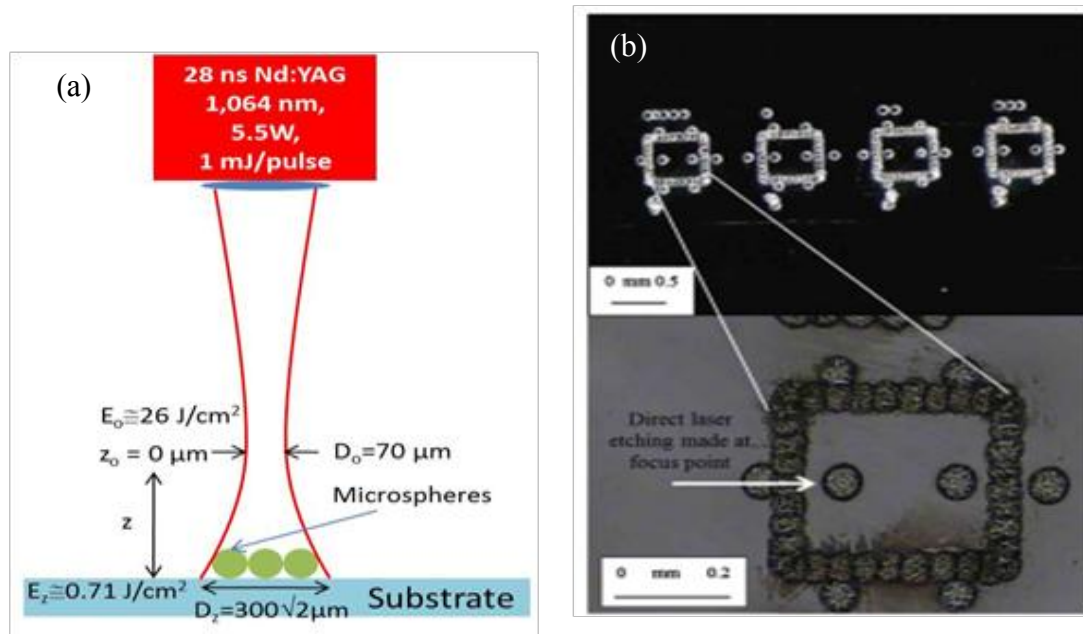 (a)
28 ns Nd:YAG
1,064 nm,
5.5W,
1 mJ/pulse
E₀≅26 J/cm²
z₀ = 0 µm
D₀=70 µm
Microspheres
z
E_z≅0.71 J/cm²
D_z=300√2µm
Substrate
(b)
0 mm 0.5
Direct laser
etching made at
focus point
0 mm 0.2